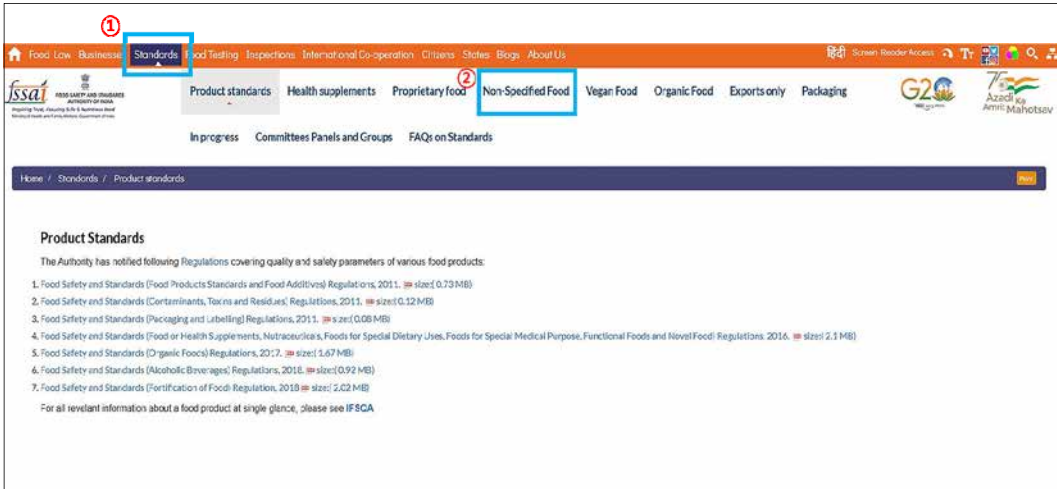 ①
Food Law Businesses Standards Food Testing Inspections International Co-operation Citizens States Blogs About Us हिंदी Screen Reader Access
fssai FOOD SAFETY AND STANDARDS AUTHORITY OF INDIA
Product standards Health supplements Proprietary food ② Non-Specified Food Vegan Food Organic Food Exports only Packaging
G20
Azadi Ka Amrit Mahotsav
In progress Committees Panels and Groups FAQs on Standards
Home / Standards / Product standards
Print
Product Standards
The Authority has notified following Regulations covering quality and safety parameters of various food products:
1. Food Safety and Standards (Food Products Standards and Food Additives) Regulations, 2011. size:( 0.73 MB)
2. Food Safety and Standards (Contaminants, Toxins and Residues) Regulations, 2011. size:( 0.12 MB)
3. Food Safety and Standards (Packaging and Labelling) Regulations, 2011. size:( 0.08 MB)
4. Food Safety and Standards (Food or Health Supplements, Nutraceuticals, Foods for Special Dietary Uses, Foods for Special Medical Purpose, Functional Foods and Novel Food) Regulations, 2016. size:( 2.1 MB)
5. Food Safety and Standards (Organic Foods) Regulations, 2017. size:( 1.67 MB)
6. Food Safety and Standards (Alcoholic Beverages) Regulations, 2018. size:( 0.92 MB)
7. Food Safety and Standards (Fortification of Food) Regulation, 2018 size:( 2.02 MB)
For all revelant information about a food product at single glance, please see IFSCA